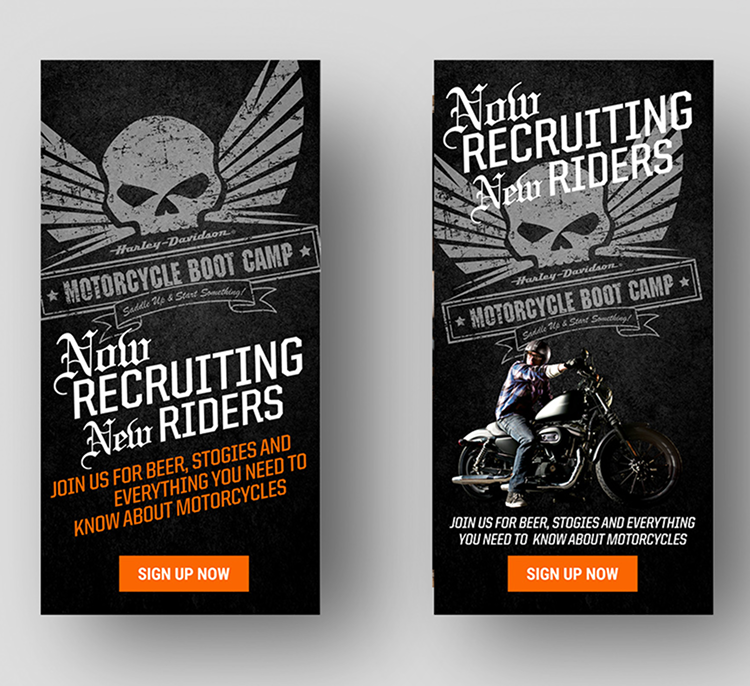 Harley-Davidson
MOTORCYCLE BOOT CAMP
Saddle Up & Start Something!
Now
RECRUITING
New RIDERS
JOIN US FOR BEER, STOGIES AND
EVERYTHING YOU NEED TO
KNOW ABOUT MOTORCYCLES
SIGN UP NOW
Now
RECRUITING
New RIDERS
Harley-Davidson
MOTORCYCLE BOOT CAMP
Saddle Up & Start Something!
JOIN US FOR BEER, STOGIES AND EVERYTHING
YOU NEED TO KNOW ABOUT MOTORCYCLES
SIGN UP NOW